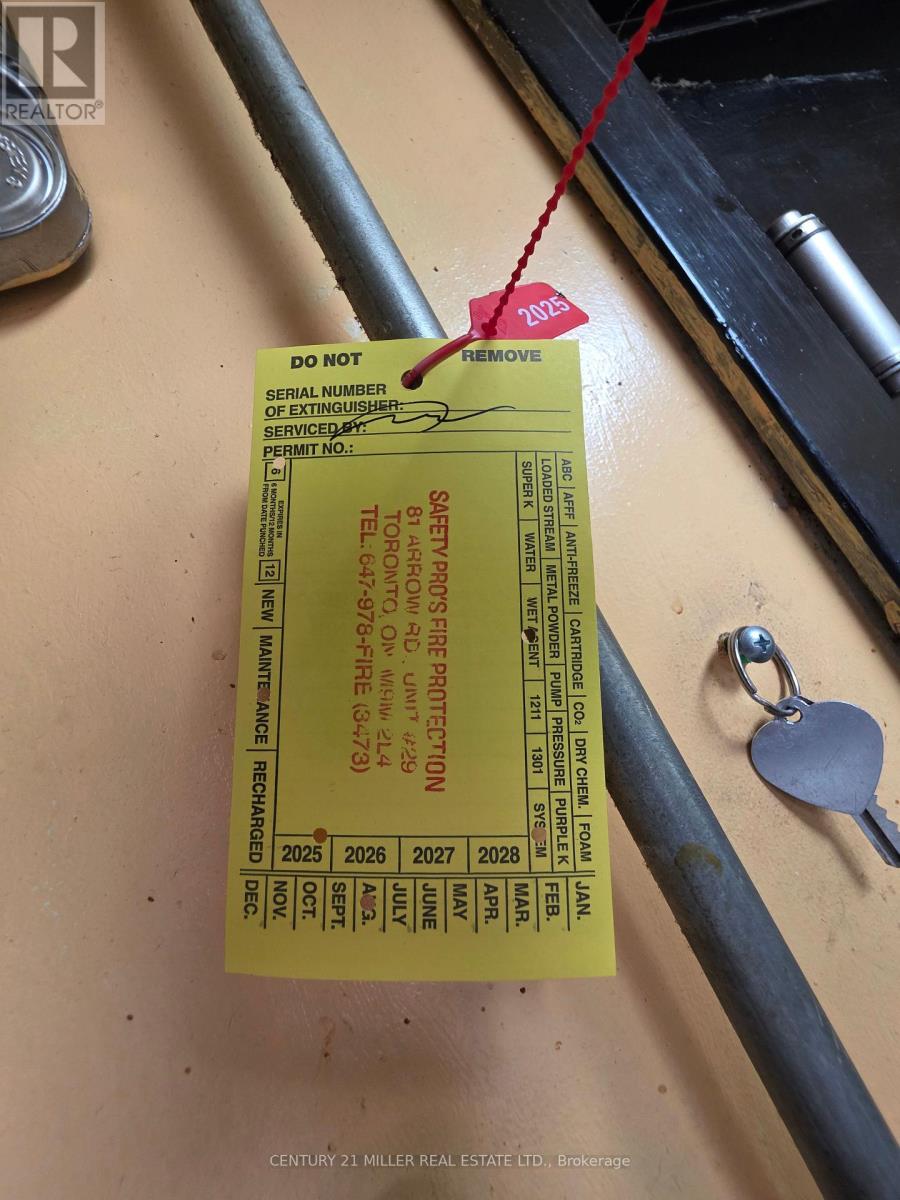 REALTOR®
2025
DO NOT REMOVE
SERIAL NUMBER
OF EXTINGUISHER:
SERVICED BY:
PERMIT NO.:
ABC AFFF ANTI-FREEZE CARTRIDGE CO2 DRY CHEM. FOAM
LOADED STREAM METAL POWDER PUMP PRESSURE PURPLE K
SUPER K WATER WET AGENT 1211 1301 SYSTEM
SAFETY PRO'S FIRE PROTECTION
81 ARROW RD. UNIT #29
TORONTO, ON M9M 2L4
TEL: 647-978-FIRE (3473)
6 EXPIRES IN
6 MONTHS/12 MONTHS
FROM DATE PUNCHED 12
NEW MAINTENANCE RECHARGED
2025 2026 2027 2028
JAN.
FEB.
MAR.
APR.
MAY
JUNE
JULY
AUG.
SEPT.
OCT.
NOV.
DEC.
CENTURY 21 MILLER REAL ESTATE LTD., Brokerage